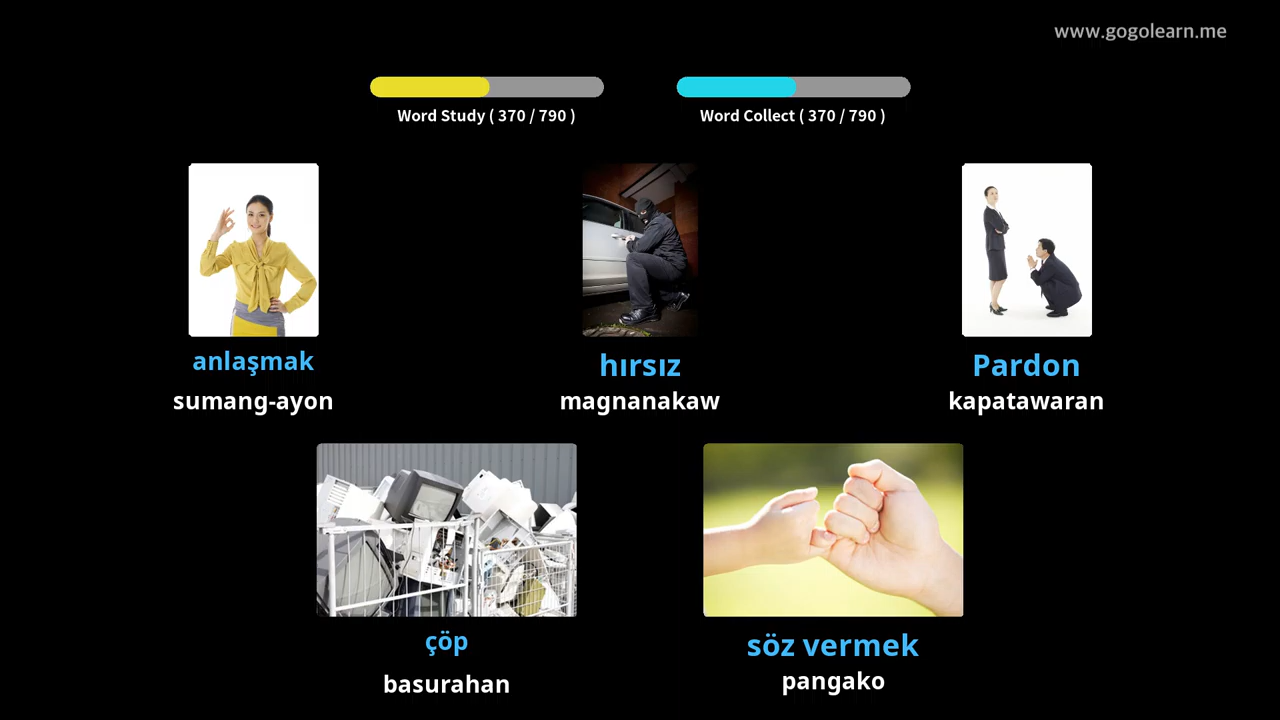 www.gogolearn.me
Word Study ( 370 / 790 )
Word Collect ( 370 / 790 )
anlaşmak
sumang-ayon
hırsız
magnanakaw
Pardon
kapatawaran
çöp
basurahan
söz vermek
pangako